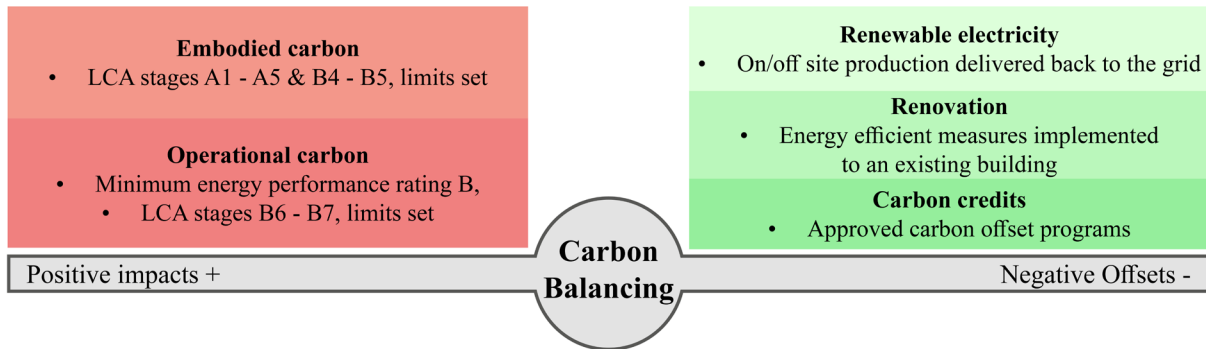 Embodied carbon
• LCA stages A1 - A5 & B4 - B5, limits set
Operational carbon
• Minimum energy performance rating B,
• LCA stages B6 - B7, limits set
Renewable electricity
• On/off site production delivered back to the grid
Renovation
• Energy efficient measures implemented
to an existing building
Carbon credits
• Approved carbon offset programs
Positive impacts +
Carbon
Balancing
Negative Offsets -